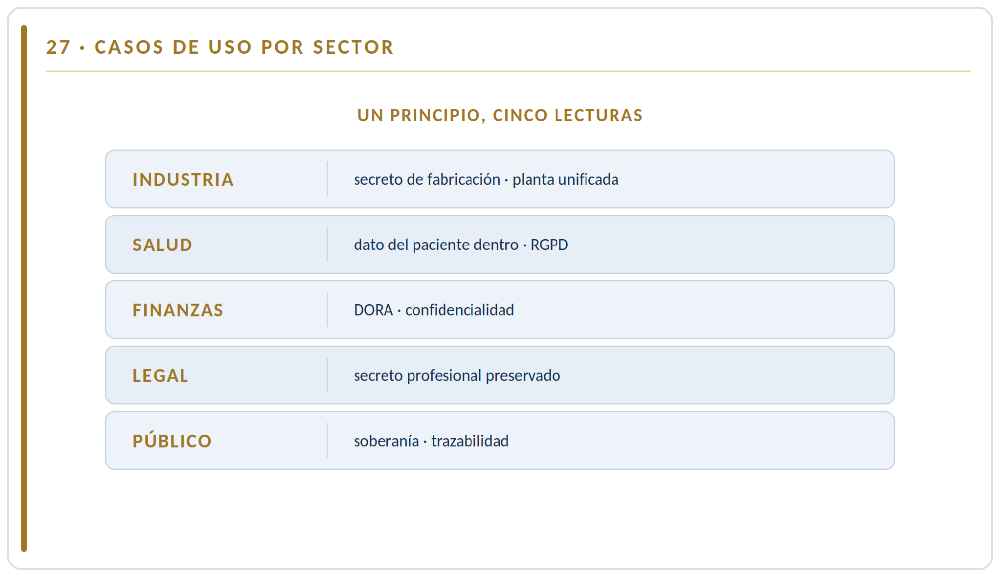 27 · CASOS DE USO POR SECTOR
UN PRINCIPIO, CINCO LECTURAS
INDUSTRIA secreto de fabricación · planta unificada
SALUD dato del paciente dentro · RGPD
FINANZAS DORA · confidencialidad
LEGAL secreto profesional preservado
PÚBLICO soberanía · trazabilidad